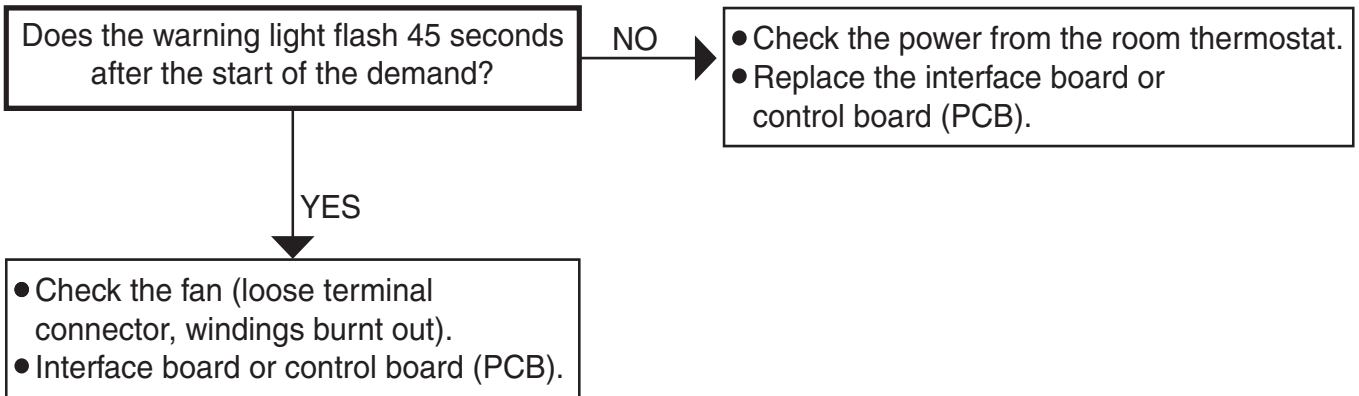 Does the warning light flash 45 seconds
after the start of the demand?
NO
● Check the power from the room thermostat.
● Replace the interface board or
control board (PCB).
YES
● Check the fan (loose terminal
connector, windings burnt out).
● Interface board or control board (PCB).